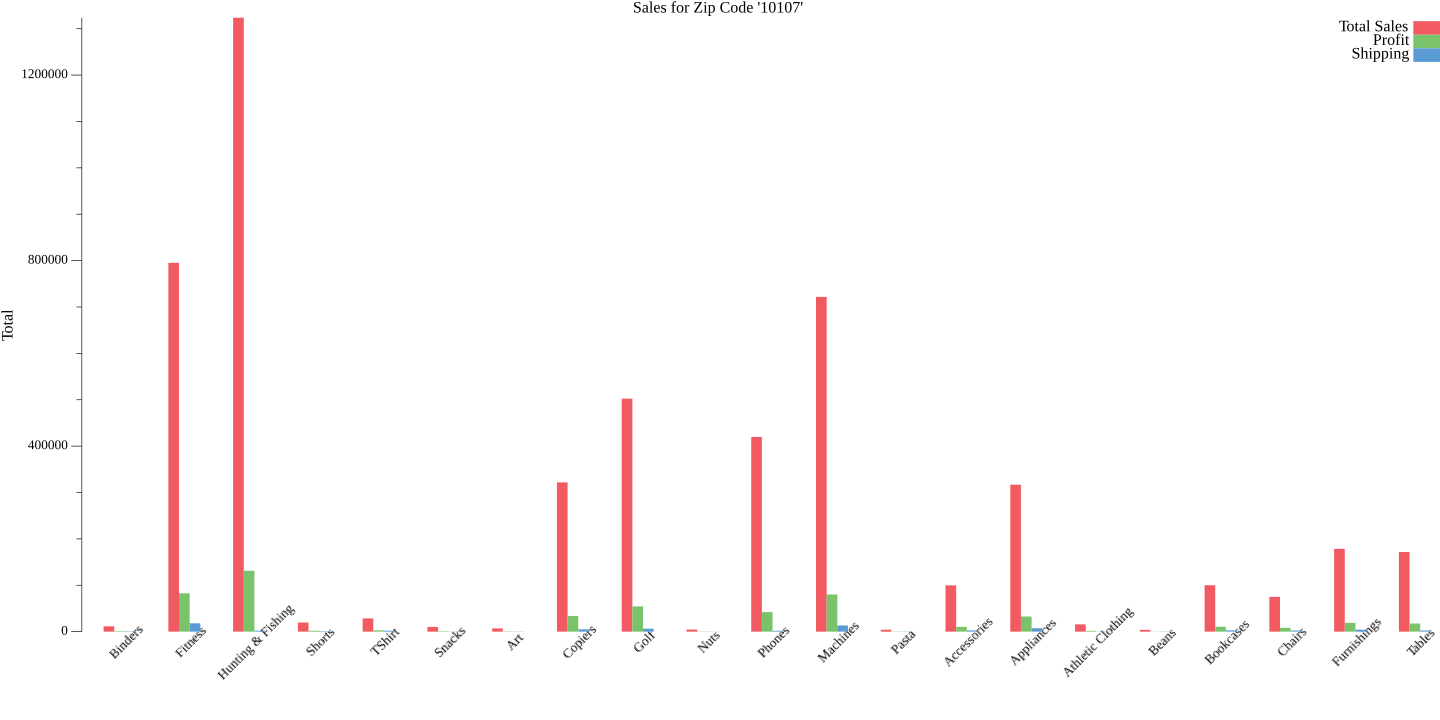 Sales for Zip Code '10107'
Total Sales
Profit
Shipping
Total
1200000
800000
400000
0
Binders
Fitness
Hunting & Fishing
Shorts
TShirt
Snacks
Art
Copiers
Golf
Nuts
Phones
Machines
Pasta
Accessories
Appliances
Athletic Clothing
Beans
Bookcases
Chairs
Furnishings
Tables